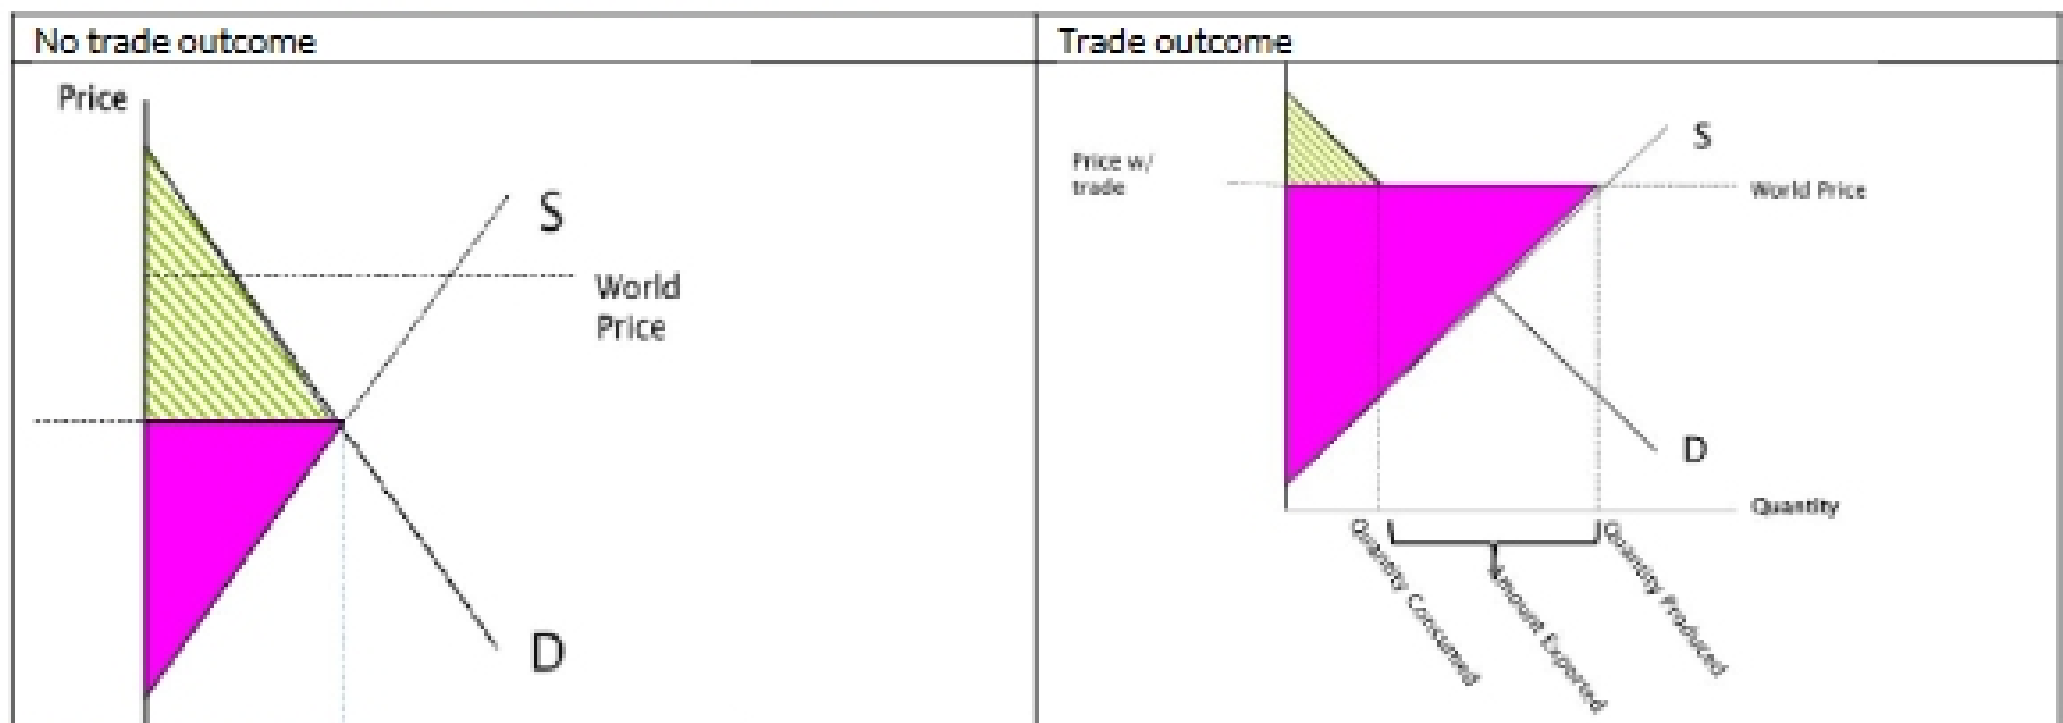 No trade outcome
Trade outcome
Price
S
World
Price
D
Price w/
trade
S
World Price
D
Quantity
Quantity Consumed
Amount Exported
Quantity Produced